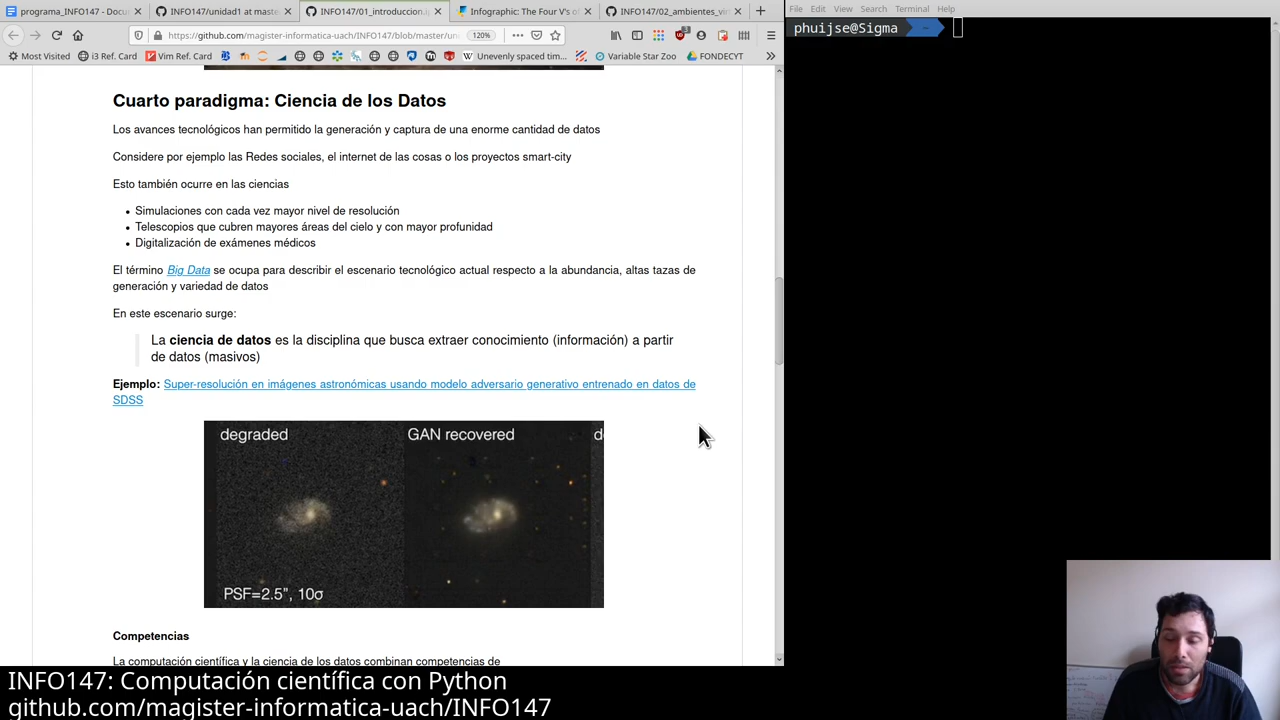 programa_INFO147 - Docu
INFO147/unidad1 at maste
INFO147/01_introduccion.i
Infographic: The Four V's of
INFO147/02_ambientes_vir
https://github.com/magister-informatica-uach/INFO147/blob/master/uni
120%
Most Visited
i3 Ref. Card
Vim Ref. Card
Unevenly spaced tim...
Variable Star Zoo
FONDECYT
File Edit View Search Terminal Help
phuijse@Sigma ~
Cuarto paradigma: Ciencia de los Datos
Los avances tecnológicos han permitido la generación y captura de una enorme cantidad de datos
Considere por ejemplo las Redes sociales, el internet de las cosas o los proyectos smart-city
Esto también ocurre en las ciencias
• Simulaciones con cada vez mayor nivel de resolución
• Telescopios que cubren mayores áreas del cielo y con mayor profunidad
• Digitalización de exámenes médicos
El término Big Data se ocupa para describir el escenario tecnológico actual respecto a la abundancia, altas tazas de
generación y variedad de datos
En este escenario surge:
La ciencia de datos es la disciplina que busca extraer conocimiento (información) a partir
de datos (masivos)
Ejemplo: Super-resolución en imágenes astronómicas usando modelo adversario generativo entrenado en datos de
SDSS
degraded
GAN recovered
PSF=2.5", 10σ
Competencias
La computación científica y la ciencia de los datos combinan competencias de
INFO147: Computación científica con Python
github.com/magister-informatica-uach/INFO147